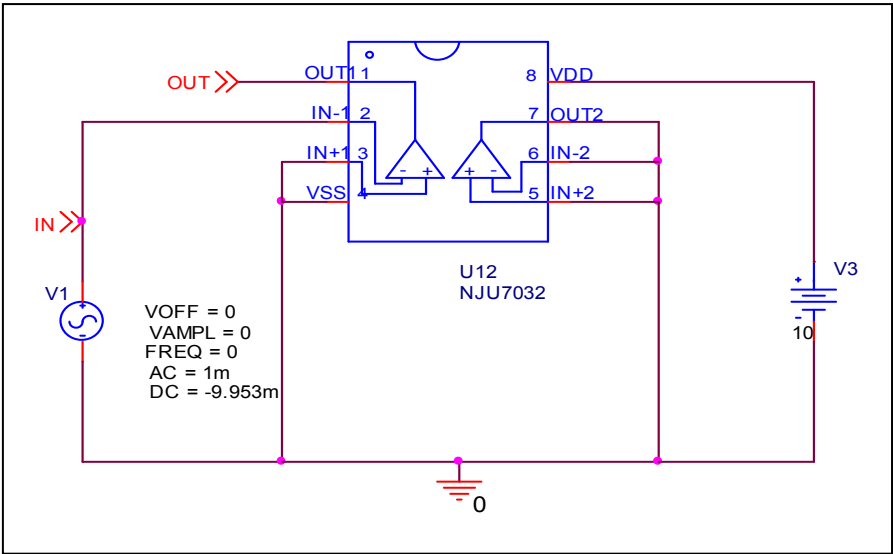 OUT
OUT1 1
8 VDD
IN-1 2
7 OUT2
IN+1 3
6 IN-2
- +
+ -
VSS 4
5 IN+2
IN
U12
NJU7032
V1
+
-
VOFF = 0
VAMPL = 0
FREQ = 0
AC = 1m
DC = -9.953m
+
V3
-
10
0